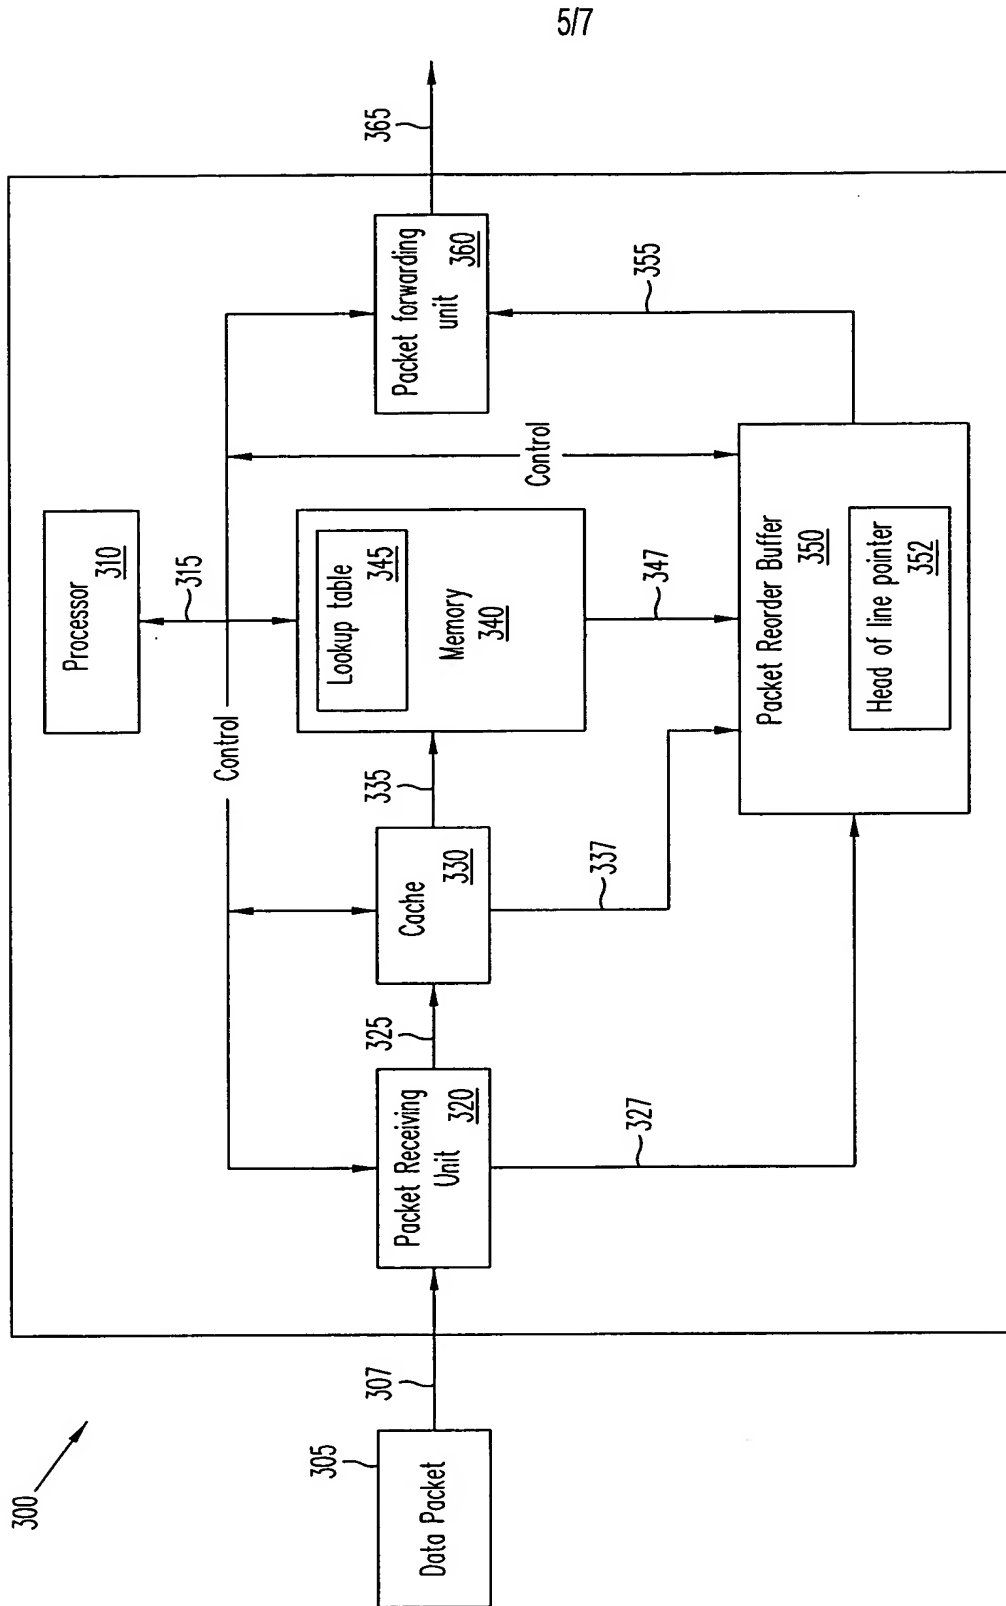 5/7
300
305
Data Packet
307
Processor
310
315
Control
Packet Receiving
Unit
320
325
327
Cache
330
335
337
Lookup table
345
Memory
340
347
Control
Packet Reorder Buffer
350
Head of line pointer
352
355
Packet forwarding
unit
360
365